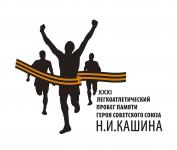 XXXI
ЛЕГКОАТЛЕТИЧЕСКИЙ
ПРОБЕГ ПАМЯТИ
ГЕРОЯ СОВЕТСКОГО СОЮЗА
Н.И.КАШИНА